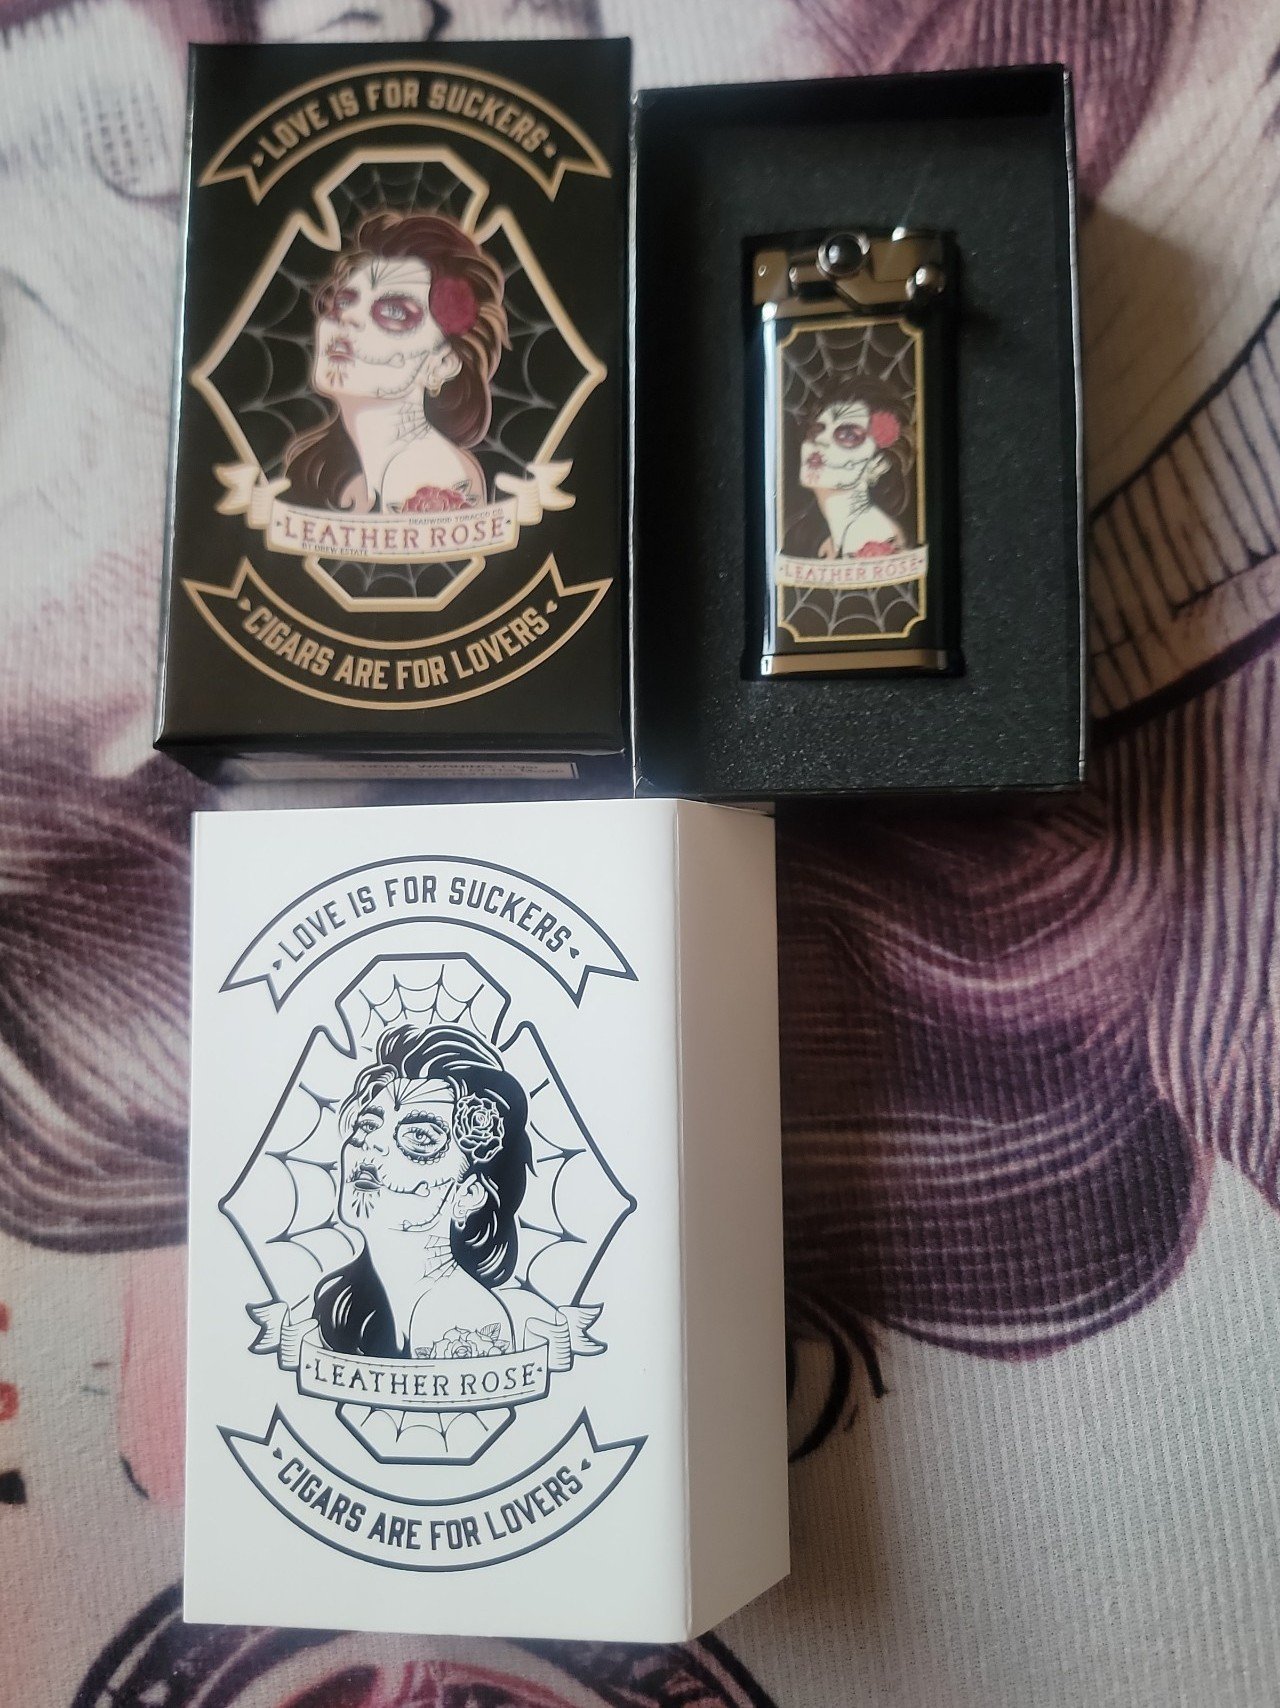 LOVE IS FOR SUCKERS
DEADWOOD TOBACCO CO.
LEATHER ROSE
BY DREW ESTATE
CIGARS ARE FOR LOVERS
LEATHER ROSE
LOVE IS FOR SUCKERS
LEATHER ROSE
CIGARS ARE FOR LOVERS